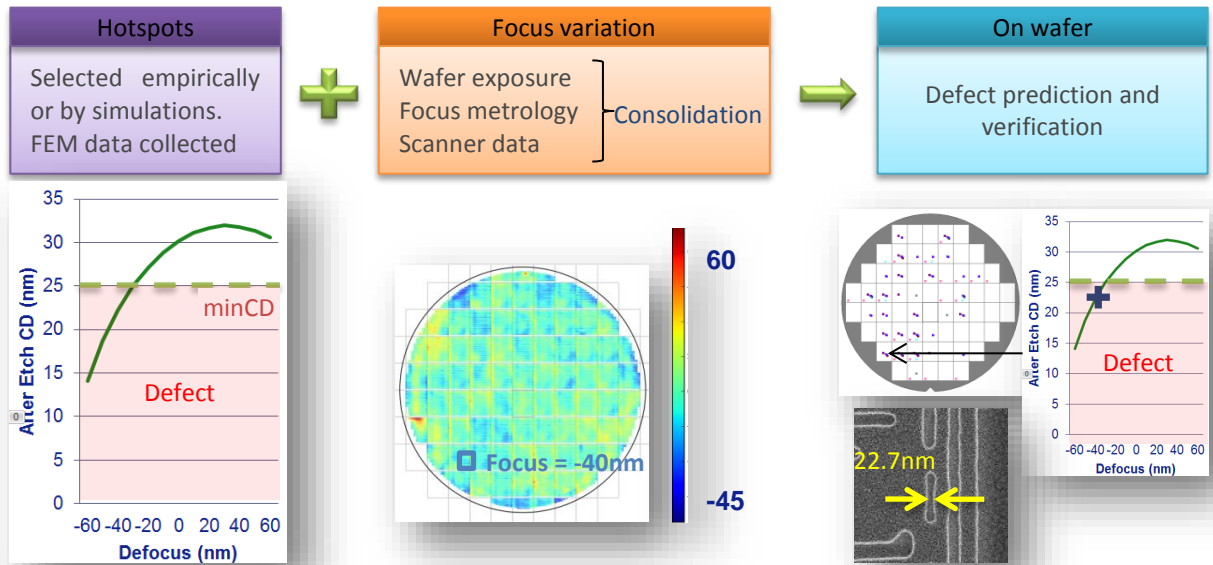 Hotspots
Selected empirically
or by simulations.
FEM data collected
Focus variation
Wafer exposure
Focus metrology
Scanner data
Consolidation
On wafer
Defect prediction and
verification
After Etch CD (nm)
35
30
25
20
15
10
5
0
minCD
Defect
0
-60 -40 -20 0 20 40 60
Defocus (nm)
60
-45
Focus = -40nm
After Etch CD (nm)
35
30
25
20
15
10
5
0
Defect
0
-60 -40 -20 0 20 40 60
Defocus (nm)
22.7nm